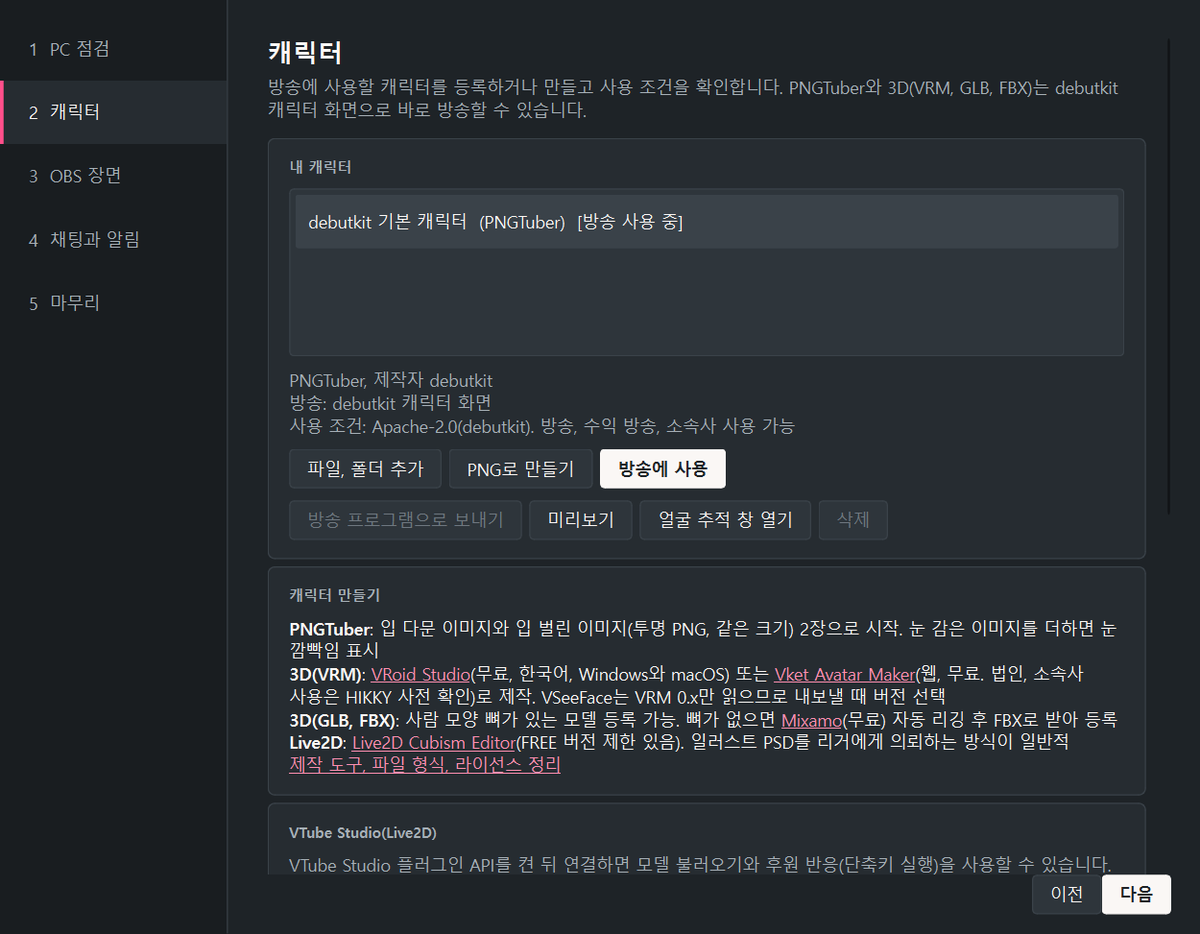 1 PC 점검
2 캐릭터
3 OBS 장면
4 채팅과 알림
5 마무리
캐릭터
방송에 사용할 캐릭터를 등록하거나 만들고 사용 조건을 확인합니다. PNGTuber와 3D(VRM, GLB, FBX)는 debutkit
캐릭터 화면으로 바로 방송할 수 있습니다.
내 캐릭터
debutkit 기본 캐릭터 (PNGTuber) [방송 사용 중]
PNGTuber, 제작자 debutkit
방송: debutkit 캐릭터 화면
사용 조건: Apache-2.0(debutkit). 방송, 수익 방송, 소속사 사용 가능
파일, 폴더 추가 PNG로 만들기 방송에 사용
방송 프로그램으로 보내기 미리보기 얼굴 추적 창 열기 삭제
캐릭터 만들기
PNGTuber: 입 다문 이미지와 입 벌린 이미지(투명 PNG, 같은 크기) 2장으로 시작. 눈 감은 이미지를 더하면 눈
깜빡임 표시
3D(VRM): VRoid Studio(무료, 한국어, Windows와 macOS) 또는 Vket Avatar Maker(웹, 무료. 법인, 소속사
사용은 HIKKY 사전 확인)로 제작. VSeeFace는 VRM 0.x만 읽으므로 내보낼 때 버전 선택
3D(GLB, FBX): 사람 모양 뼈가 있는 모델 등록 가능. 뼈가 없으면 Mixamo(무료) 자동 리깅 후 FBX로 받아 등록
Live2D: Live2D Cubism Editor(FREE 버전 제한 있음). 일러스트 PSD를 리거에게 의뢰하는 방식이 일반적
제작 도구, 파일 형식, 라이선스 정리
VTube Studio(Live2D)
VTube Studio 플러그인 API를 켠 뒤 연결하면 모델 불러오기와 후원 반응(단축키 실행)을 사용할 수 있습니다.
이전 다음